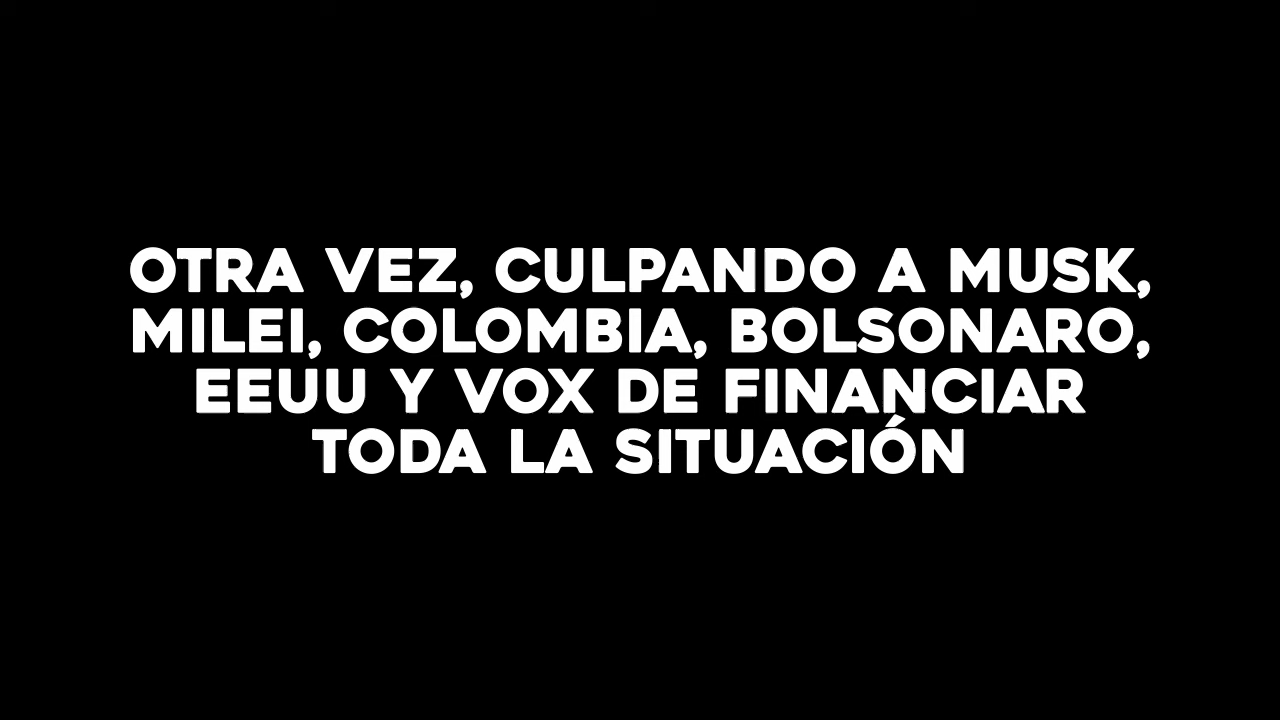 OTRA VEZ, CULPANDO A MUSK,
MILEI, COLOMBIA, BOLSONARO,
EEUU Y VOX DE FINANCIAR
TODA LA SITUACIÓN